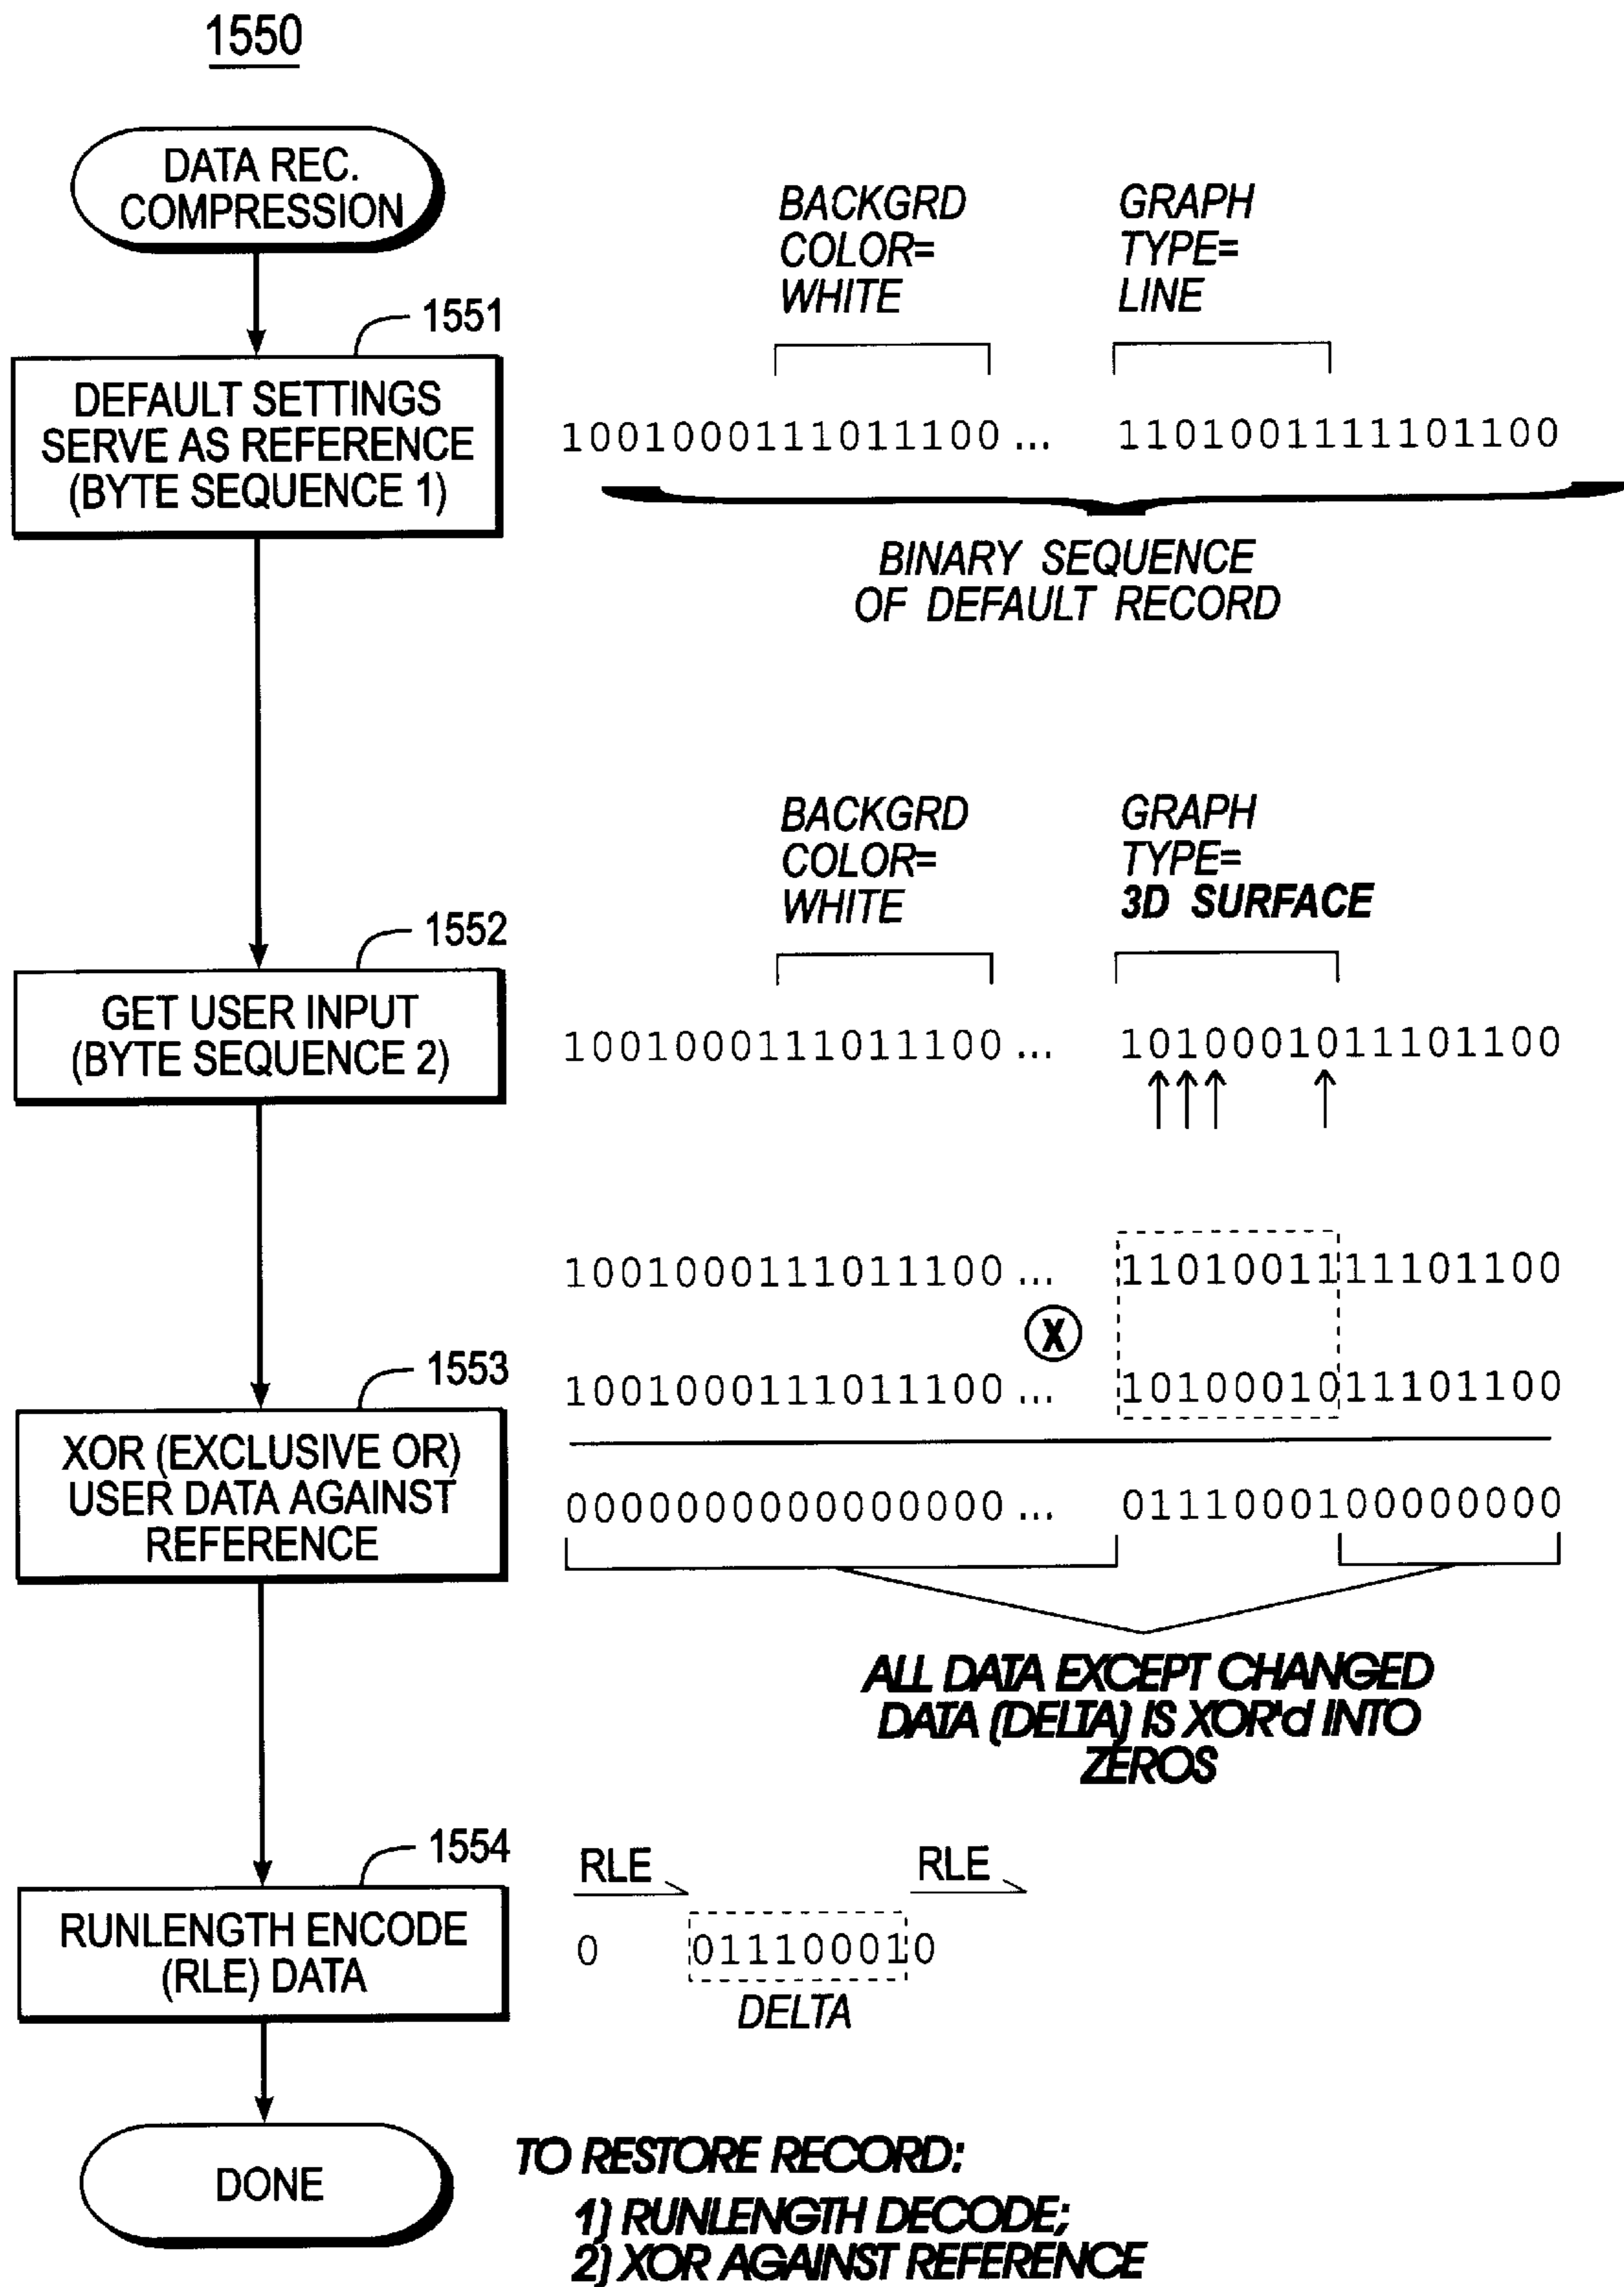 1550
DATA REC.
COMPRESSION
BACKGRD
COLOR=
WHITE
GRAPH
TYPE=
LINE
1551
DEFAULT SETTINGS
SERVE AS REFERENCE
(BYTE SEQUENCE 1)
1001000111011100 ... 1101001111101100
BINARY SEQUENCE
OF DEFAULT RECORD
BACKGRD
COLOR=
WHITE
GRAPH
TYPE=
3D SURFACE
1552
GET USER INPUT
(BYTE SEQUENCE 2)
1001000111011100 ... 1010001011101100
1001000111011100 ... 1101001111101100
X
1001000111011100 ... 1010001011101100
1553
XOR (EXCLUSIVE OR)
USER DATA AGAINST
REFERENCE
0000000000000000 ... 0111000100000000
ALL DATA EXCEPT CHANGED
DATA (DELTA) IS XOR'd INTO
ZEROS
1554
RUNLENGTH ENCODE
(RLE) DATA
RLE RLE
0 011100010
DELTA
DONE
TO RESTORE RECORD:
1) RUNLENGTH DECODE;
2) XOR AGAINST REFERENCE